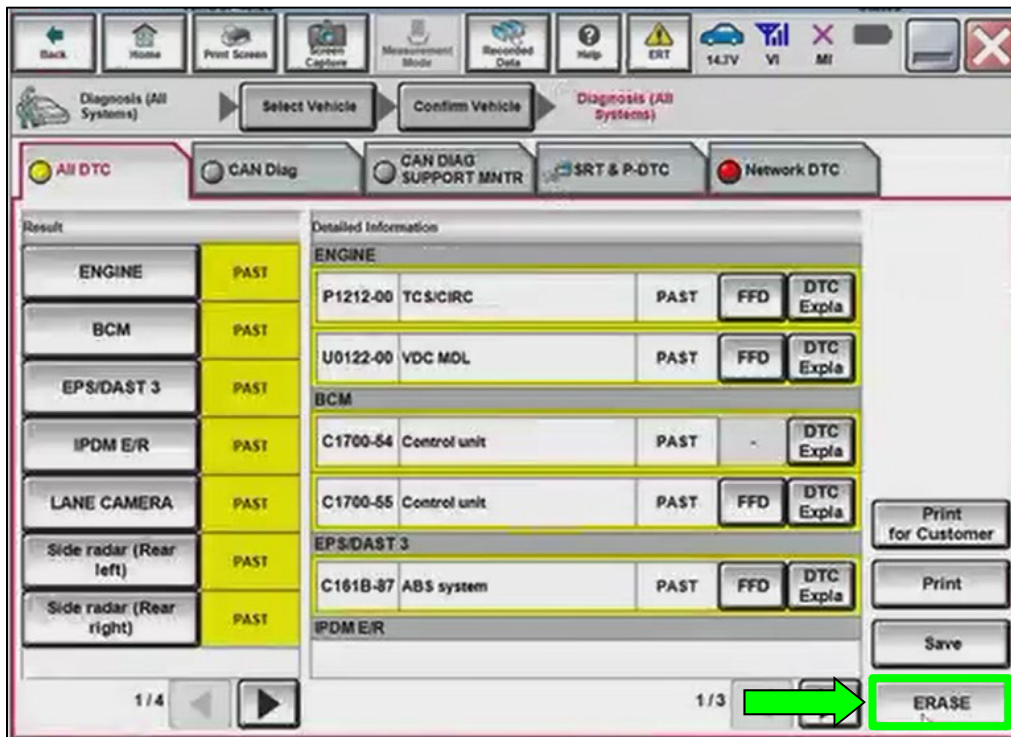 Back
Home
Print Screen
Screen
Capture
Measurement
Mode
Recorded
Data
Help
ERT
14.7V
VI
MI
Diagnosis (All
Systems)
Select Vehicle
Confirm Vehicle
Diagnosis (All
Systems)
All DTC
CAN Diag
CAN DIAG
SUPPORT MNTR
SRT & P-DTC
Network DTC
Result
ENGINE PAST
BCM PAST
EPS/DAST 3 PAST
IPDM E/R PAST
LANE CAMERA PAST
Side radar (Rear
left) PAST
Side radar (Rear
right) PAST
1/4
Detailed Information
ENGINE
P1212-00 TCS/CIRC PAST FFD DTC
Expla
U0122-00 VDC MDL PAST FFD DTC
Expla
BCM
C1700-54 Control unit PAST - DTC
Expla
C1700-55 Control unit PAST FFD DTC
Expla
EPS/DAST 3
C161B-87 ABS system PAST FFD DTC
Expla
IPDM E/R
1/3
Print
for Customer
Print
Save
ERASE